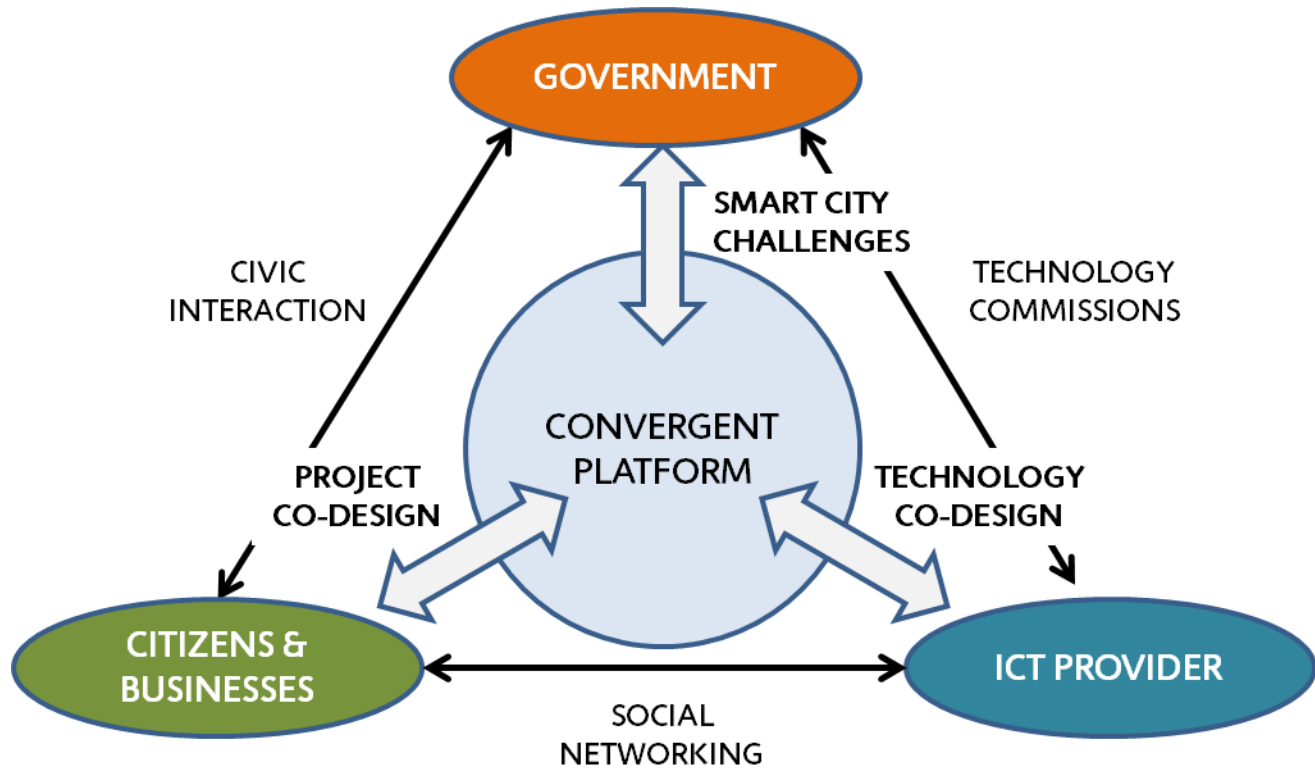 GOVERNMENT
SMART CITY
CHALLENGES
CIVIC
INTERACTION
TECHNOLOGY
COMMISSIONS
CONVERGENT
PLATFORM
PROJECT
CO-DESIGN
TECHNOLOGY
CO-DESIGN
CITIZENS &
BUSINESSES
ICT PROVIDER
SOCIAL
NETWORKING